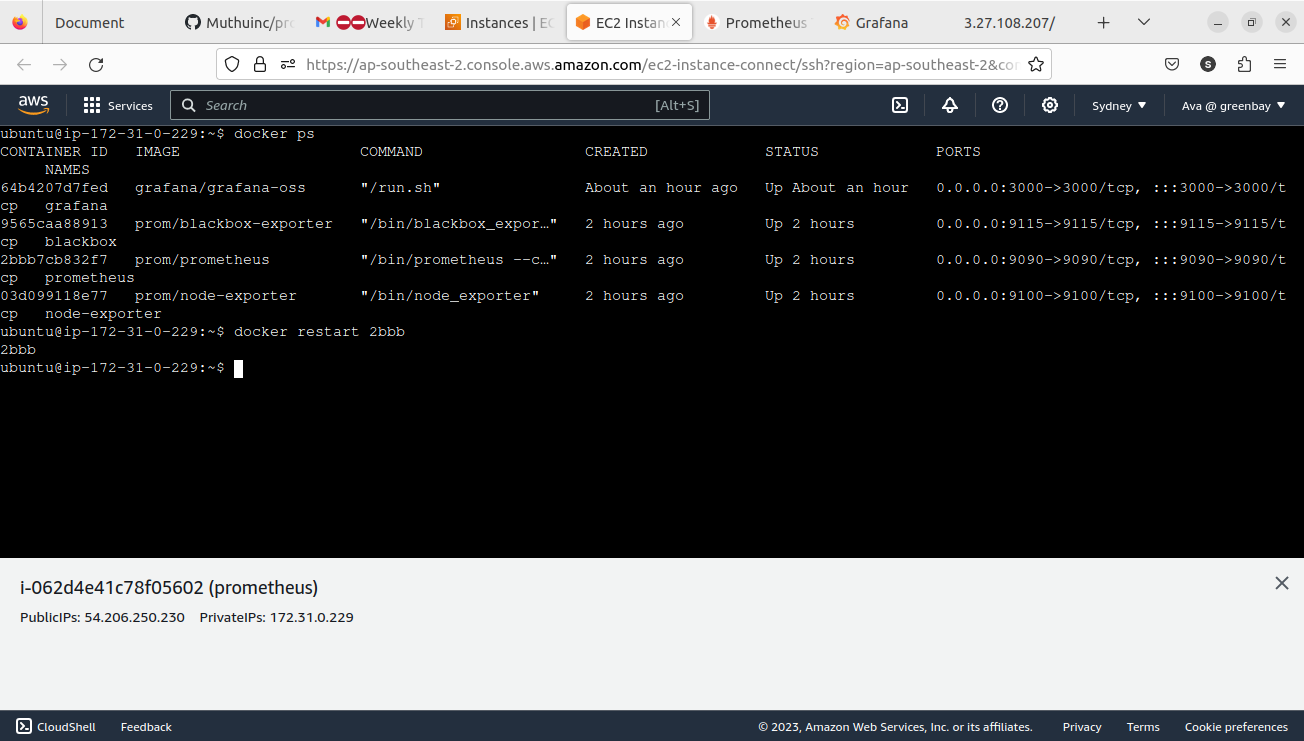 Document
Muthuinc/pro
Weekly T
Instances | EC
EC2 Instan
Prometheus
Grafana
3.27.108.207/
https://ap-southeast-2.console.aws.amazon.com/ec2-instance-connect/ssh?region=ap-southeast-2&con
S
aws
Services
Search
[Alt+S]
Sydney
Ava @ greenbay
ubuntu@ip-172-31-0-229:~$ docker ps
CONTAINER ID IMAGE COMMAND CREATED STATUS PORTS
NAMES
64b4207d7fed grafana/grafana-oss "/run.sh" About an hour ago Up About an hour 0.0.0.0:3000->3000/tcp, :::3000->3000/t
cp grafana
9565caa88913 prom/blackbox-exporter "/bin/blackbox_expor…" 2 hours ago Up 2 hours 0.0.0.0:9115->9115/tcp, :::9115->9115/t
cp blackbox
2bbb7cb832f7 prom/prometheus "/bin/prometheus --c…" 2 hours ago Up 2 hours 0.0.0.0:9090->9090/tcp, :::9090->9090/t
cp prometheus
03d099118e77 prom/node-exporter "/bin/node_exporter" 2 hours ago Up 2 hours 0.0.0.0:9100->9100/tcp, :::9100->9100/t
cp node-exporter
ubuntu@ip-172-31-0-229:~$ docker restart 2bbb
2bbb
ubuntu@ip-172-31-0-229:~$
i-062d4e41c78f05602 (prometheus)
PublicIPs: 54.206.250.230 PrivateIPs: 172.31.0.229
CloudShell
Feedback
© 2023, Amazon Web Services, Inc. or its affiliates.
Privacy
Terms
Cookie preferences